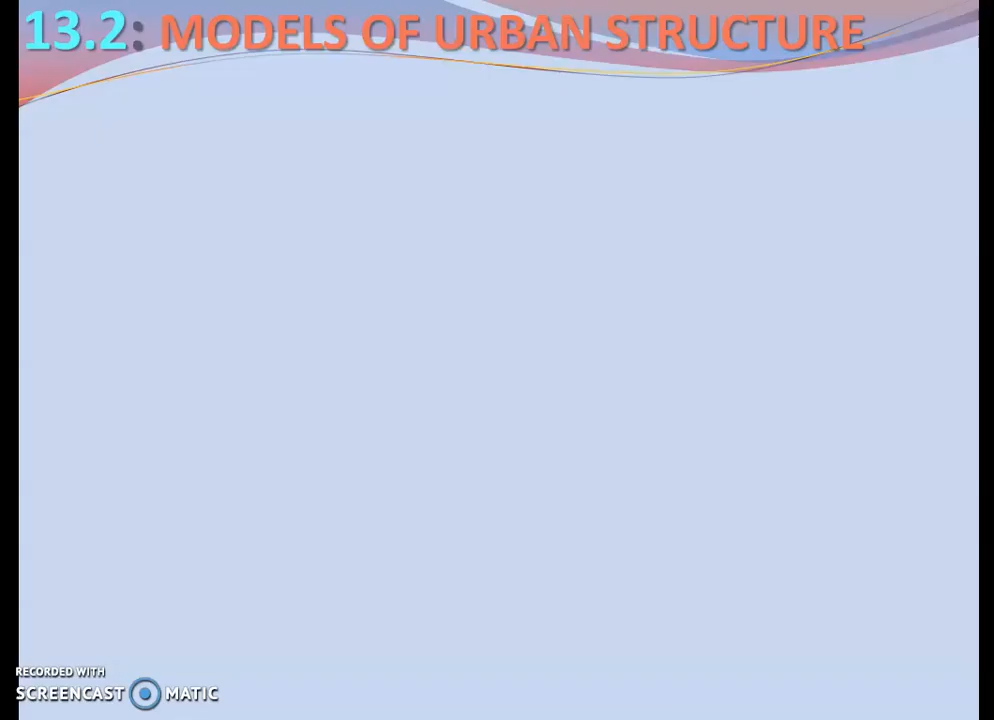 13.2: MODELS OF URBAN STRUCTURE
RECORDED WITH
SCREENCAST MATIC